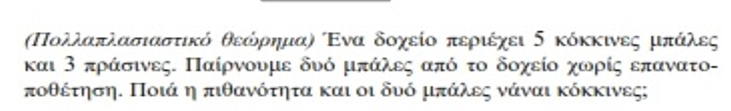 (Πολλαπλασιαστικό θεώρημα) Ένα δοχείο περιέχει 5 κόκκινες μπάλες
και 3 πράσινες. Παίρνουμε δυό μπάλες από το δοχείο χωρίς επανατο-
ποθέτηση. Ποιά η πιθανότητα και οι δυό μπάλες νάναι κόκκινες;